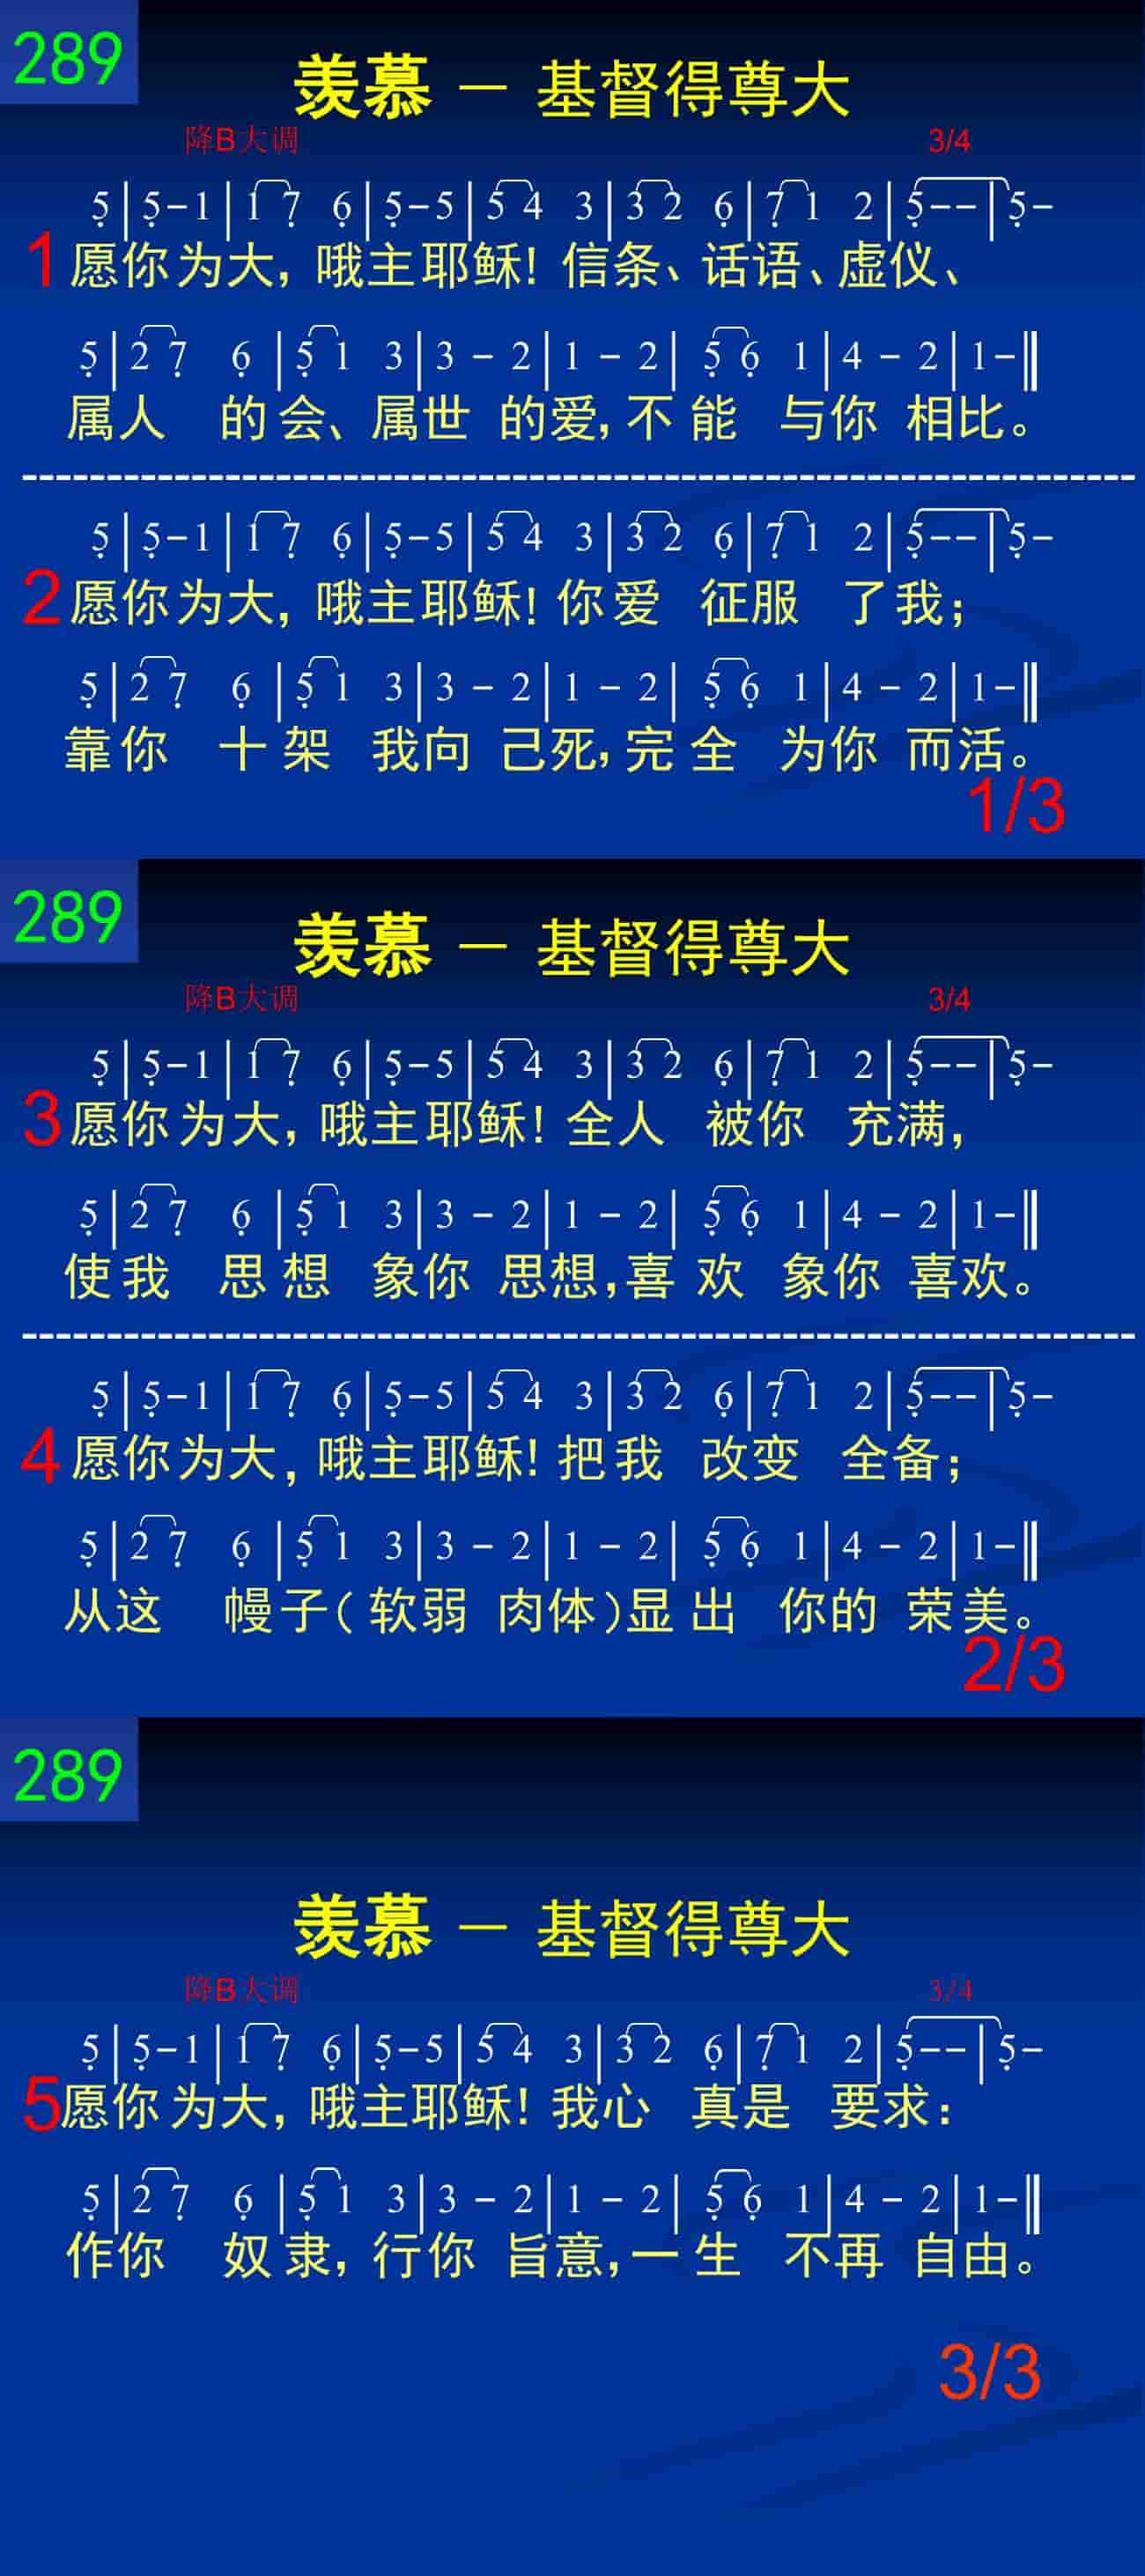 289
羡慕 — 基督得尊大
降B大调 3/4
5̣|5̣-1|1 7̣ 6̣|5̣-5|5 4 3|3 2 6̣|7̣ 1 2|5̣--|5̣-
1 愿你为大, 哦主耶稣! 信条、话语、虚仪、
5̣|2 7̣ 6̣|5̣ 1 3|3 - 2|1 - 2|5̣ 6̣ 1|4 - 2|1-‖
属人 的会、属世 的爱,不能 与你 相比。
5̣|5̣-1|1 7̣ 6̣|5̣-5|5 4 3|3 2 6̣|7̣ 1 2|5̣--|5̣-
2 愿你为大, 哦主耶稣! 你爱 征服 了我;
5̣|2 7̣ 6̣|5̣ 1 3|3 - 2|1 - 2|5̣ 6̣ 1|4 - 2|1-‖
靠你 十架 我向 己死,完全 为你 而活。
1/3
289
羡慕 — 基督得尊大
降B大调 3/4
5̣|5̣-1|1 7̣ 6̣|5̣-5|5 4 3|3 2 6̣|7̣ 1 2|5̣--|5̣-
3 愿你为大, 哦主耶稣! 全人 被你 充满,
5̣|2 7̣ 6̣|5̣ 1 3|3 - 2|1 - 2|5̣ 6̣ 1|4 - 2|1-‖
使我 思想 象你 思想,喜欢 象你 喜欢。
5̣|5̣-1|1 7̣ 6̣|5̣-5|5 4 3|3 2 6̣|7̣ 1 2|5̣--|5̣-
4 愿你为大, 哦主耶稣! 把我 改变 全备;
5̣|2 7̣ 6̣|5̣ 1 3|3 - 2|1 - 2|5̣ 6̣ 1|4 - 2|1-‖
从这 幔子(软弱 肉体)显出 你的 荣美。
2/3
289
羡慕 — 基督得尊大
降B大调 3/4
5̣|5̣-1|1 7̣ 6̣|5̣-5|5 4 3|3 2 6̣|7̣ 1 2|5̣--|5̣-
5 愿你为大, 哦主耶稣! 我心 真是 要求:
5̣|2 7̣ 6̣|5̣ 1 3|3 - 2|1 - 2|5̣ 6̣ 1|4 - 2|1-‖
作你 奴隶, 行你 旨意,一生 不再 自由。
3/3